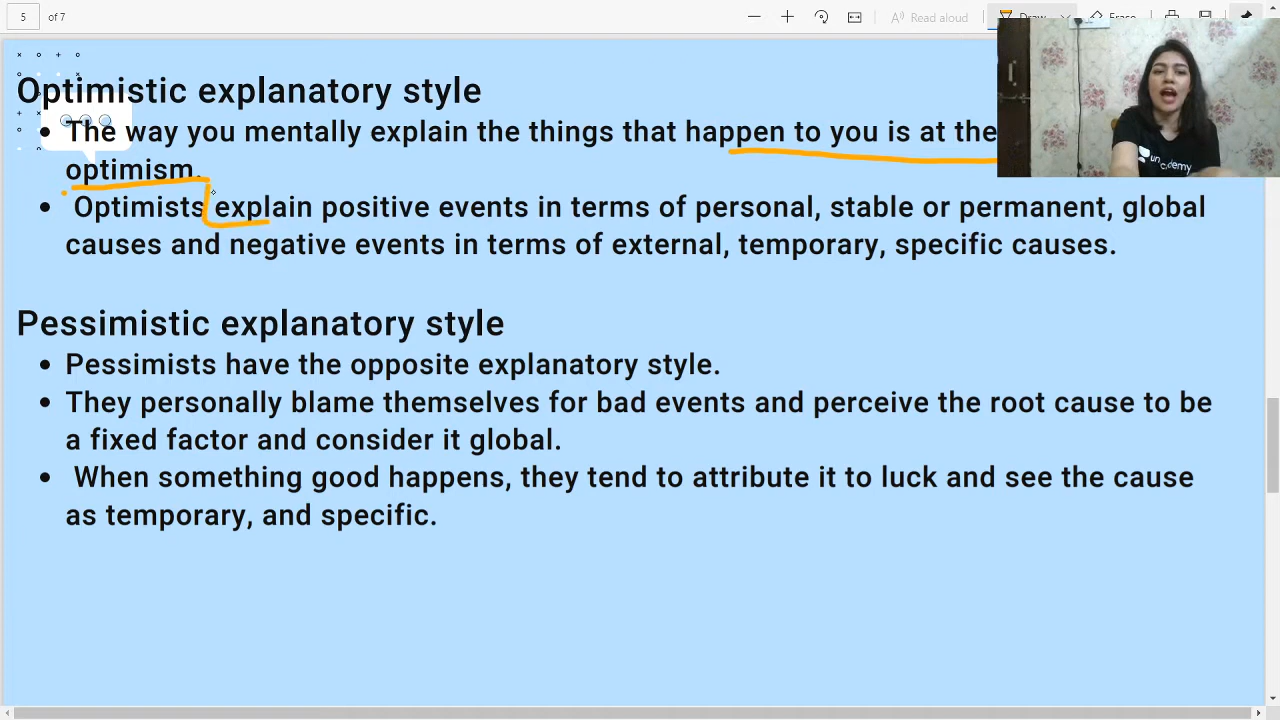 5 of 7
Read aloud
Draw
Erase
Optimistic explanatory style
The way you mentally explain the things that happen to you is at the
optimism.
Optimists explain positive events in terms of personal, stable or permanent, global
causes and negative events in terms of external, temporary, specific causes.
Pessimistic explanatory style
Pessimists have the opposite explanatory style.
They personally blame themselves for bad events and perceive the root cause to be
a fixed factor and consider it global.
When something good happens, they tend to attribute it to luck and see the cause
as temporary, and specific.